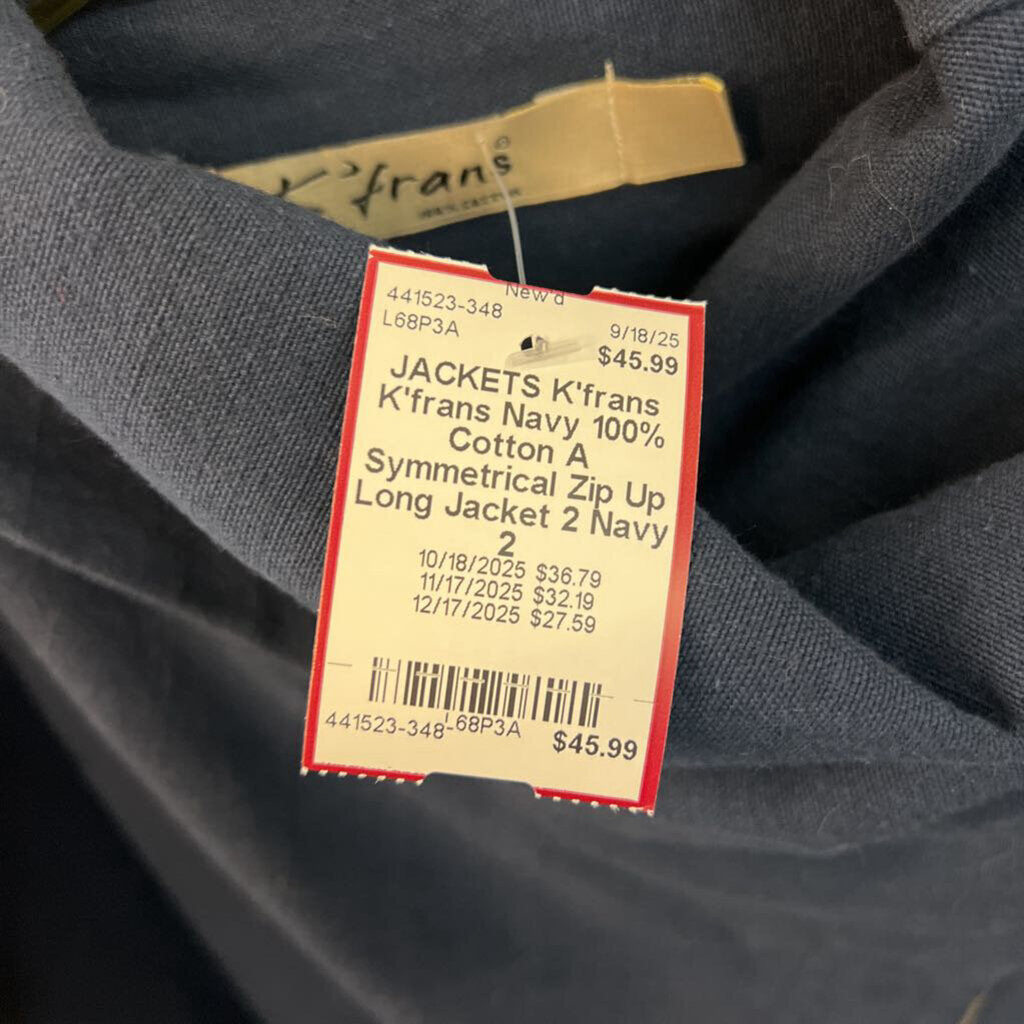 K'frans
©
100% COTTON
New'd
441523-348
L68P3A
9/18/25
$45.99
JACKETS K'frans
K'frans Navy 100%
Cotton A
Symmetrical Zip Up
Long Jacket 2 Navy
2
10/18/2025 $36.79
11/17/2025 $32.19
12/17/2025 $27.59
441523-348-L68P3A
$45.99